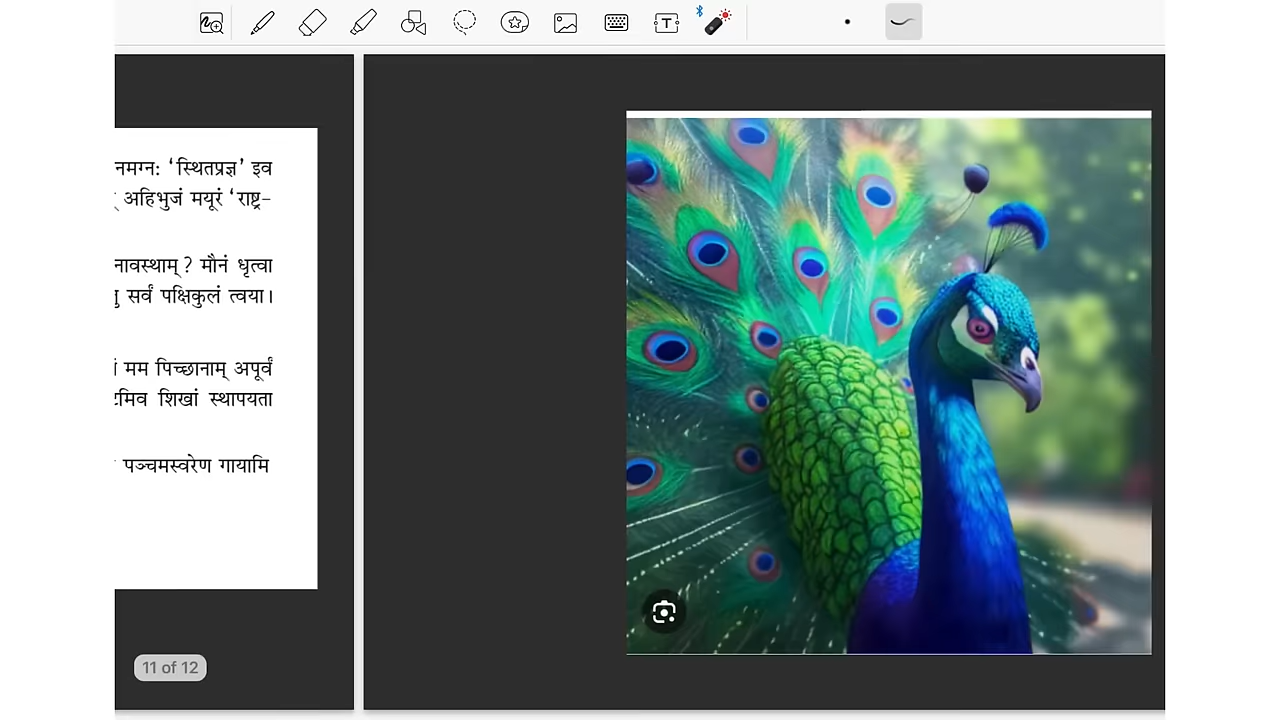 नमग्नः ‘स्थितप्रज्ञ’ इव
अहिभुजं मयूरं ‘राष्ट्र-
नावस्थाम् ? मौनं धृत्वा
सर्वं पक्षिकुलं त्वया।
मम पिच्छानाम् अपूर्वं
शिखां स्थापयता
पञ्चमस्वरेण गायामि
11 of 12
T